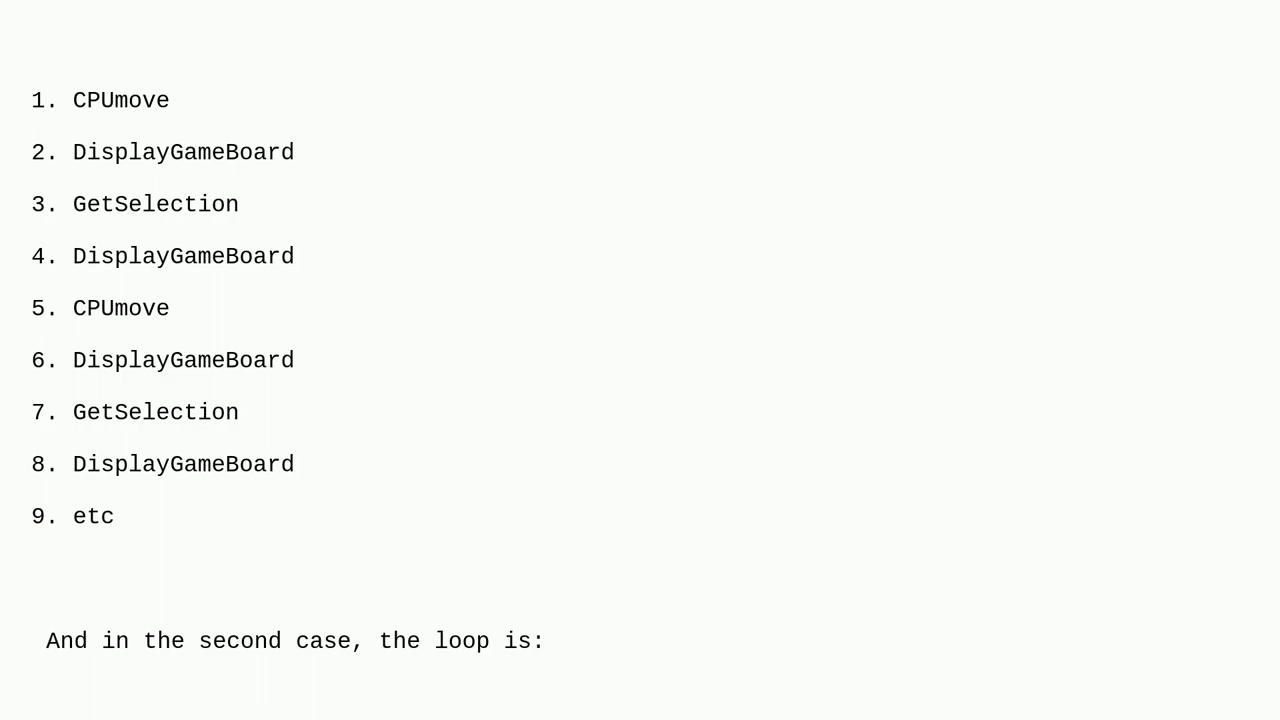 1. CPUmove
2. DisplayGameBoard
3. GetSelection
4. DisplayGameBoard
5. CPUmove
6. DisplayGameBoard
7. GetSelection
8. DisplayGameBoard
9. etc
And in the second case, the loop is: